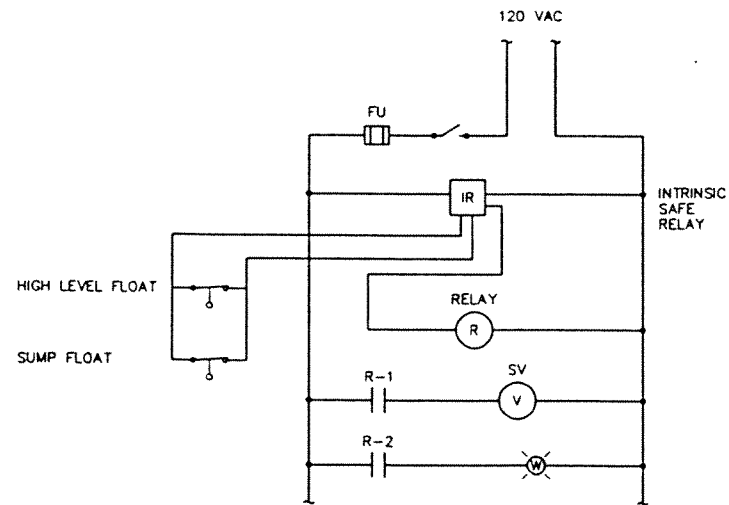 120 VAC
FU
IR
INTRINSIC
SAFE
RELAY
HIGH LEVEL FLOAT
RELAY
R
SUMP FLOAT
R-1
SV
V
R-2
W